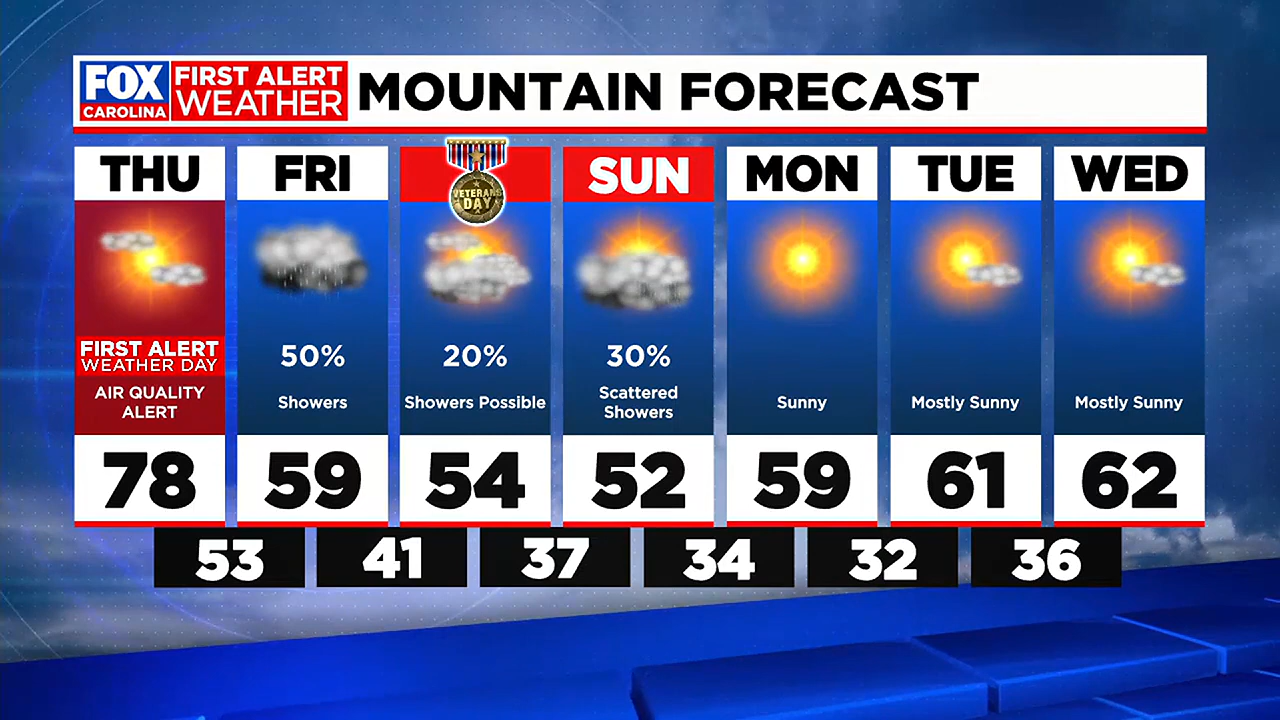 FOX
CAROLINA
FIRST ALERT
WEATHER
MOUNTAIN FORECAST
THU
FIRST ALERT
WEATHER DAY
AIR QUALITY
ALERT
78
FRI
50%
Showers
59
VETERANS
DAY
20%
Showers Possible
54
SUN
30%
Scattered
Showers
52
MON
Sunny
59
TUE
Mostly Sunny
61
WED
Mostly Sunny
62
53
41
37
34
32
36